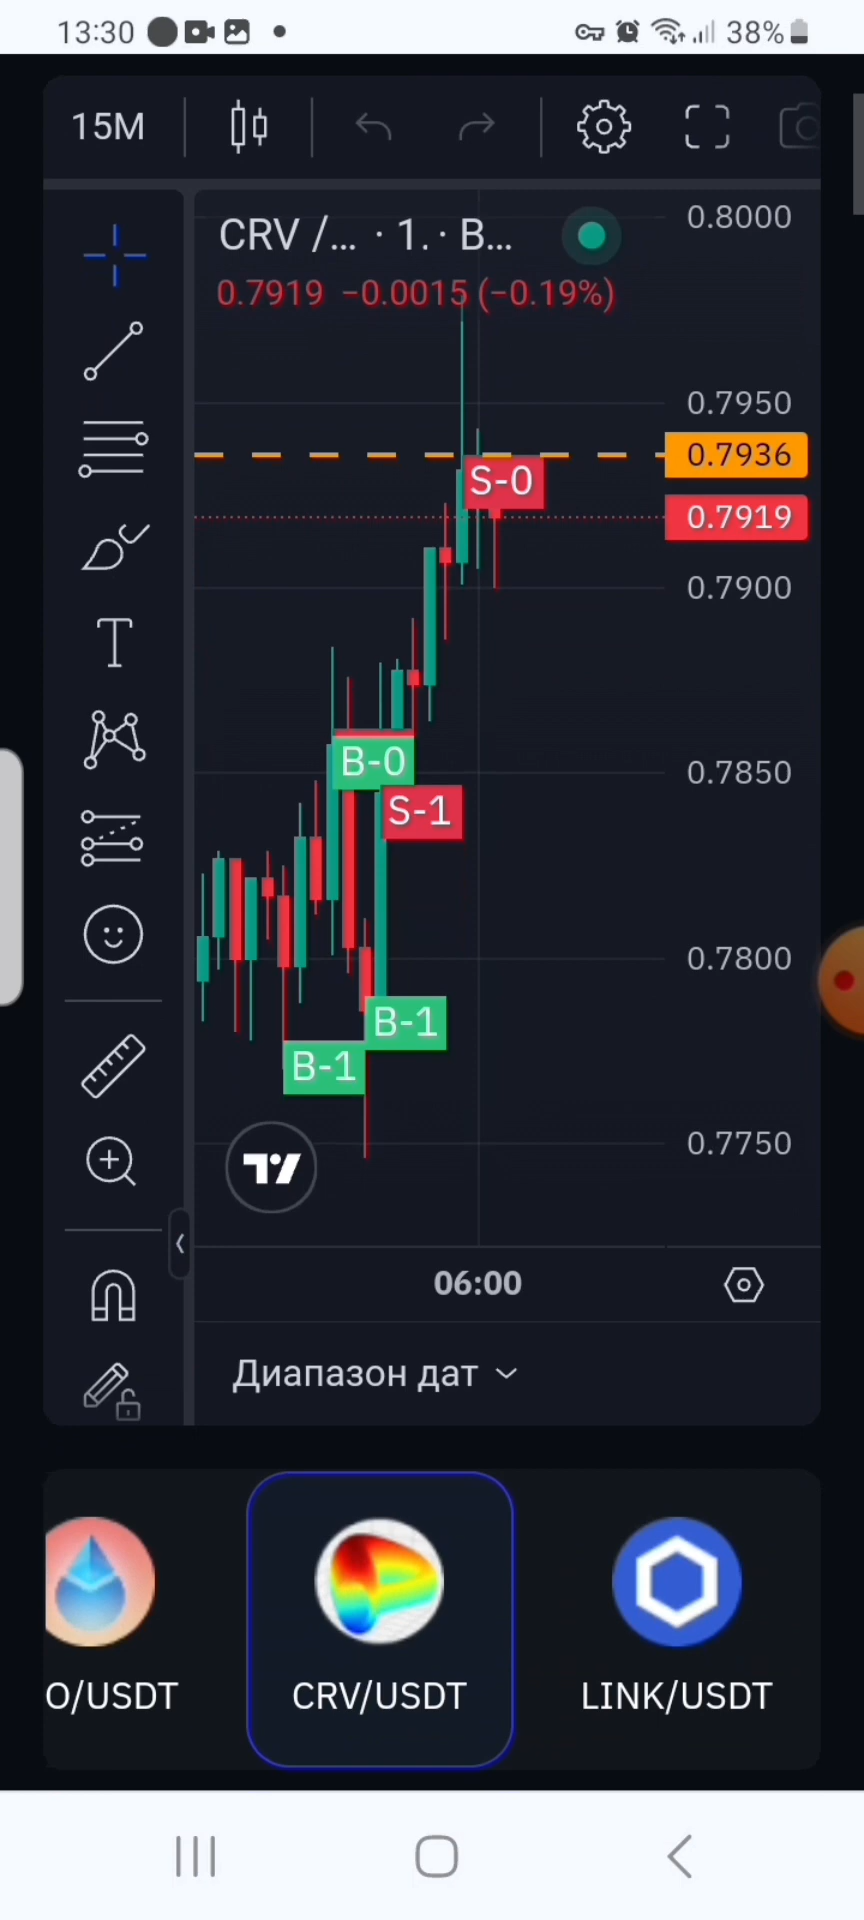 13:30 38%
15M
CRV /... · 1. · B...
0.7919 −0.0015 (−0.19%)
0.8000
0.7950
0.7936
S-0
0.7919
0.7900
B-0
0.7850
S-1
0.7800
B-1
B-1
0.7750
06:00
Диапазон дат
O/USDT CRV/USDT LINK/USDT